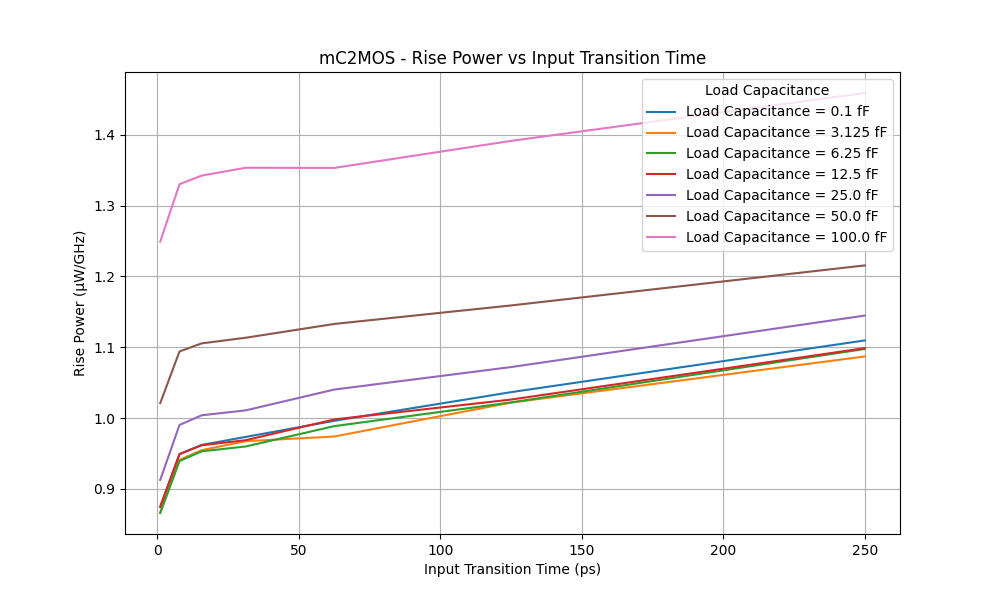 mC2MOS - Rise Power vs Input Transition Time
Rise Power (µW/GHz)
1.4
1.3
1.2
1.1
1.0
0.9
Load Capacitance
Load Capacitance = 0.1 fF
Load Capacitance = 3.125 fF
Load Capacitance = 6.25 fF
Load Capacitance = 12.5 fF
Load Capacitance = 25.0 fF
Load Capacitance = 50.0 fF
Load Capacitance = 100.0 fF
0 50 100 150 200 250
Input Transition Time (ps)